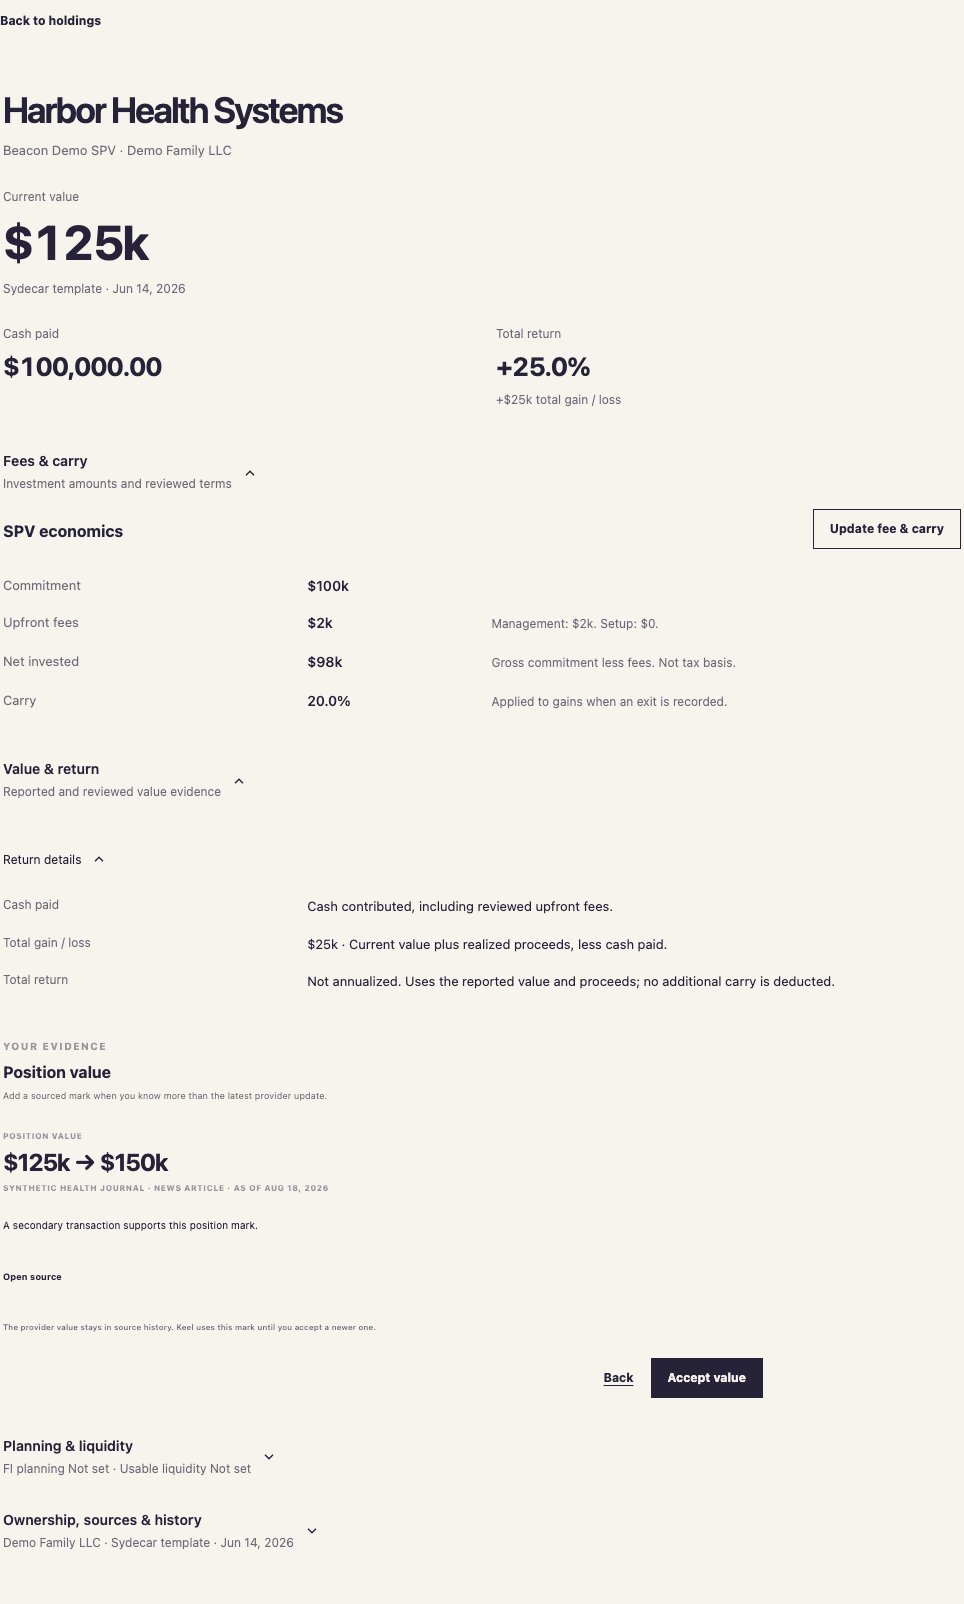 Back to holdings
Harbor Health Systems
Beacon Demo SPV · Demo Family LLC
Current value
$125k
Sydecar template · Jun 14, 2026
Cash paid
$100,000.00
Total return
+25.0%
+$25k total gain / loss
Fees & carry
Investment amounts and reviewed terms
SPV economics
Update fee & carry
Commitment
$100k
Upfront fees
$2k
Management: $2k. Setup: $0.
Net invested
$98k
Gross commitment less fees. Not tax basis.
Carry
20.0%
Applied to gains when an exit is recorded.
Value & return
Reported and reviewed value evidence
Return details
Cash paid
Cash contributed, including reviewed upfront fees.
Total gain / loss
$25k · Current value plus realized proceeds, less cash paid.
Total return
Not annualized. Uses the reported value and proceeds; no additional carry is deducted.
YOUR EVIDENCE
Position value
Add a sourced mark when you know more than the latest provider update.
POSITION VALUE
$125k → $150k
SYNTHETIC HEALTH JOURNAL · NEWS ARTICLE · AS OF AUG 18, 2026
A secondary transaction supports this position mark.
Open source
The provider value stays in source history. Keel uses this mark until you accept a newer one.
Back
Accept value
Planning & liquidity
FI planning Not set · Usable liquidity Not set
Ownership, sources & history
Demo Family LLC · Sydecar template · Jun 14, 2026